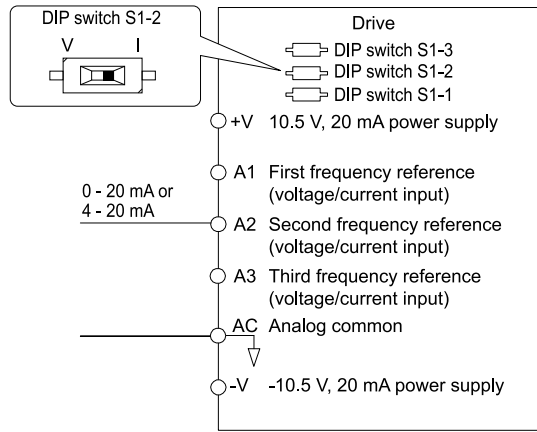 DIP switch S1-2
V I
Drive
DIP switch S1-3
DIP switch S1-2
DIP switch S1-1
+V 10.5 V, 20 mA power supply
A1 First frequency reference
(voltage/current input)
0 - 20 mA or
4 - 20 mA
A2 Second frequency reference
(voltage/current input)
A3 Third frequency reference
(voltage/current input)
AC Analog common
-V -10.5 V, 20 mA power supply